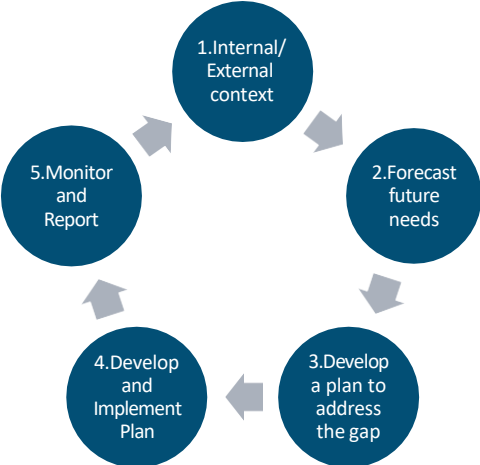 1.Internal/
External
context
2.Forecast
future
needs
3.Develop
a plan to
address
the gap
4.Develop
and
Implement
Plan
5.Monitor
and
Report